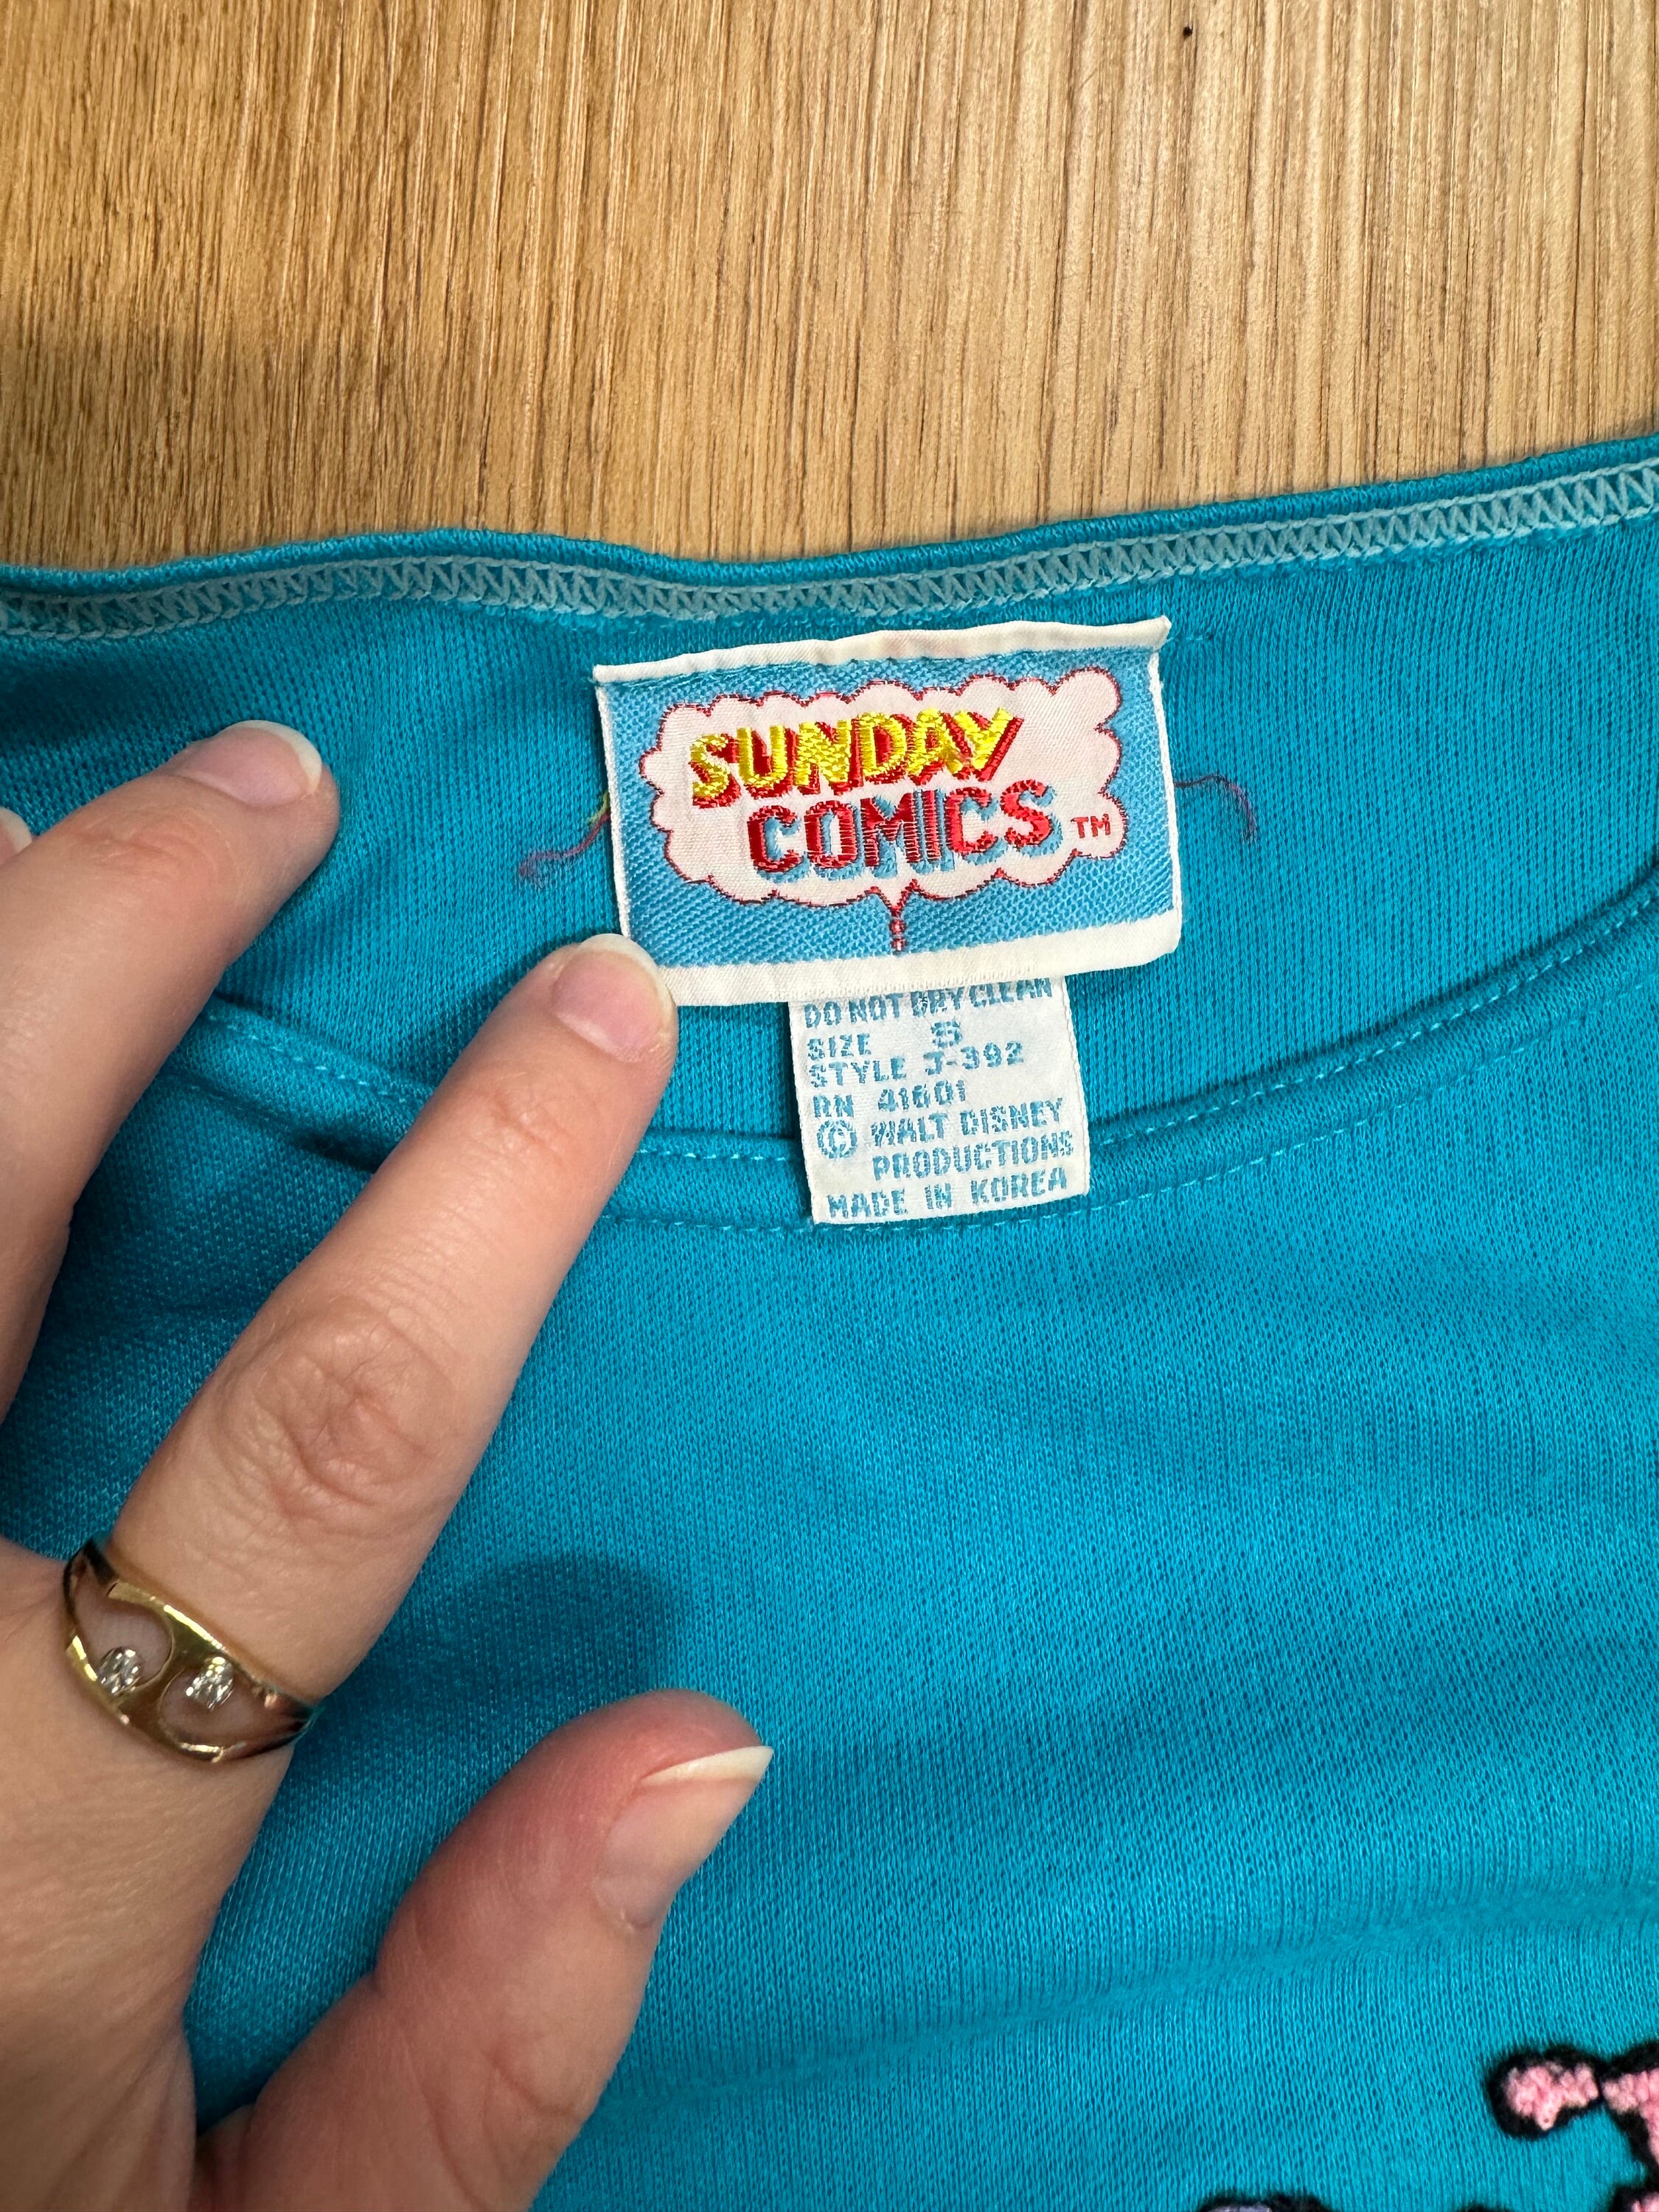 SUNDAY
COMICS TM
DO NOT DRY CLEAN
SIZE S
STYLE J-392
RN 41601
© WALT DISNEY
PRODUCTIONS
MADE IN KOREA